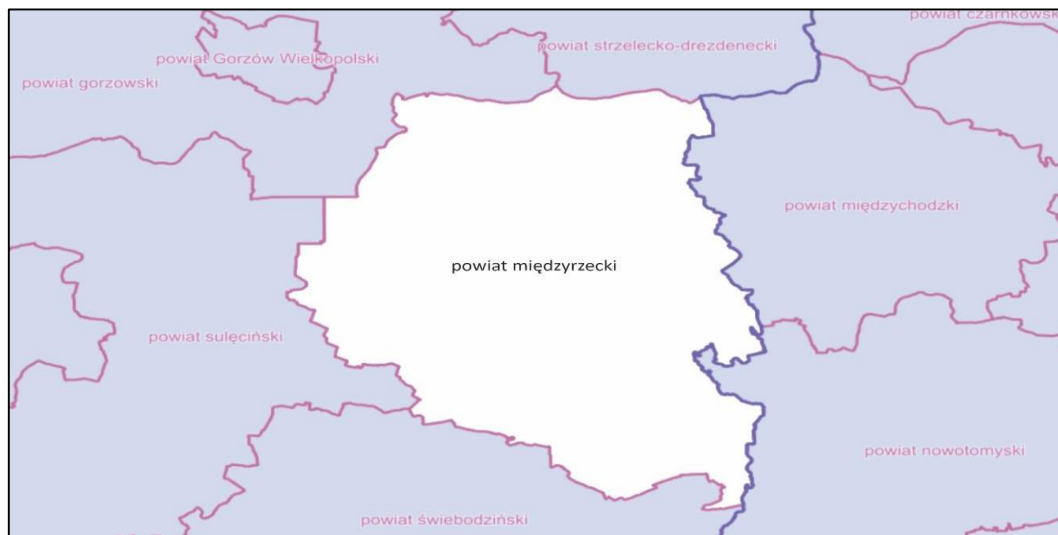 powiat czarnkows
powiat strzelecko-drezdenecki
powiat Gorzów Wielkopolski
powiat gorzowski
powiat międzychodzki
powiat międzyrzecki
powiat sulęciński
powiat nowotomyski
powiat świebodziński